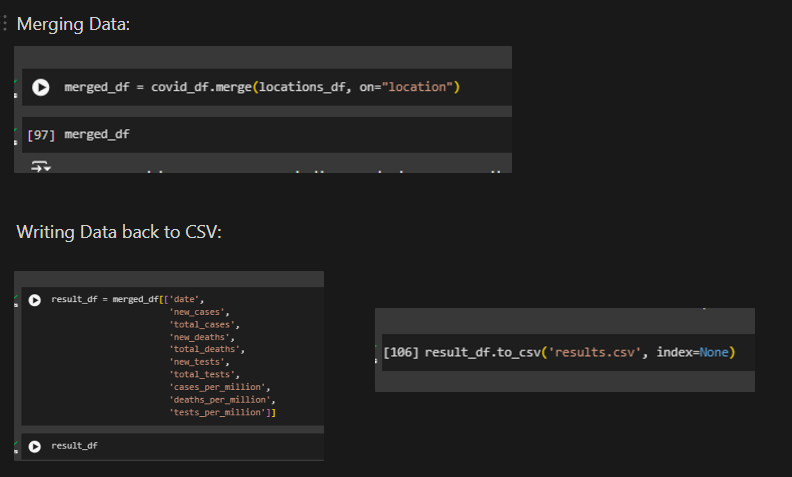 Merging Data:
merged_df = covid_df.merge(locations_df, on="location")
[97] merged_df
Writing Data back to CSV:
result_df = merged_df[['date',
'new_cases',
'total_cases',
'new_deaths',
'total_deaths',
'new_tests',
'total_tests',
'cases_per_million',
'deaths_per_million',
'tests_per_million']]
result_df
[106] result_df.to_csv('results.csv', index=None)